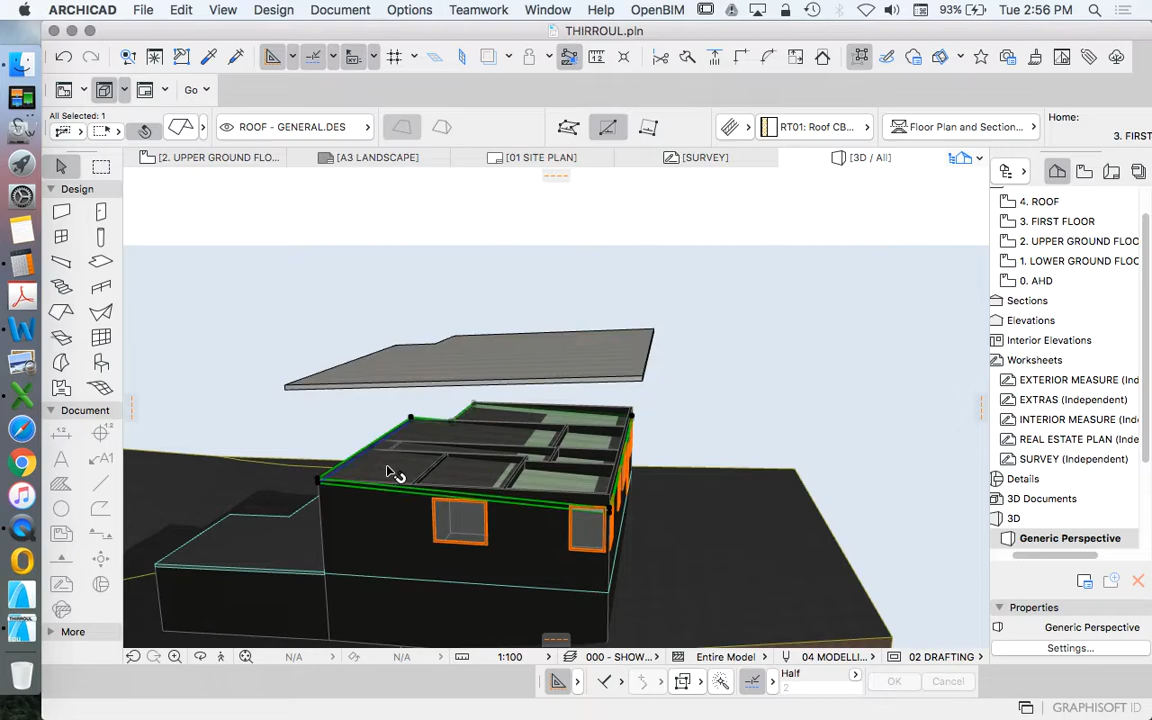 ARCHICAD File Edit View Design Document Options Teamwork Window Help OpenBIM 93% Tue 2:56 PM
THIRROUL.pln
Go
All Selected: 1
ROOF - GENERAL.DES
RT01: Roof CB...
Floor Plan and Section...
Home:
3. FIRST
[2. UPPER GROUND FLO... [A3 LANDSCAPE] [01 SITE PLAN] [SURVEY] [3D / All]
Design
4. ROOF
3. FIRST FLOOR
2. UPPER GROUND FLOO
1. LOWER GROUND FLOO
0. AHD
Sections
Elevations
Interior Elevations
Worksheets
EXTERIOR MEASURE (Ind
EXTRAS (Independent)
INTERIOR MEASURE (Ind
REAL ESTATE PLAN (Inde
SURVEY (Independent)
Details
3D Documents
3D
Generic Perspective
Document
A
A1
More
Properties
Generic Perspective
Settings...
N/A N/A 1:100 000 - SHOW... Entire Model 04 MODELLI... 02 DRAFTING
Half
2
OK Cancel
GRAPHISOFT ID